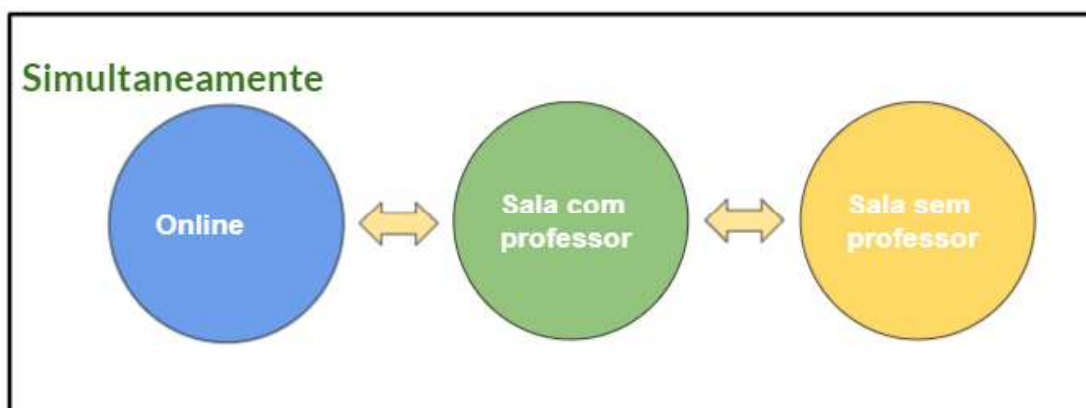 Simultaneamente
Online
Sala com
professor
Sala sem
professor